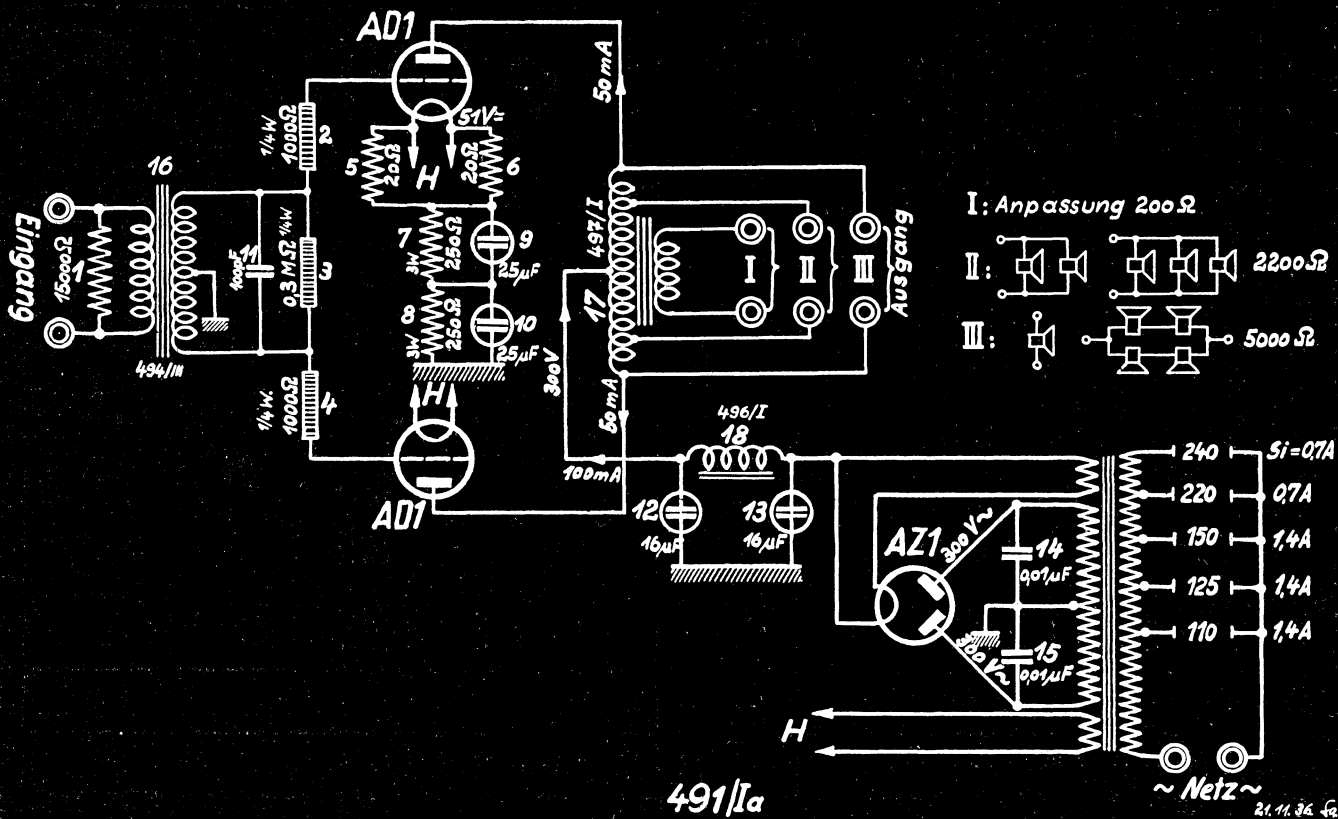 AD1
16
Eingang
1
15000Ω
494/III
11
100pF
1/4W
1000Ω
2
0,3 MΩ 1/4W
3
1/4W.
1000Ω
4
51V=
5
20Ω
H
20Ω
6
7
3W
250Ω
9
25µF
8
3W
250Ω
10
25µF
H
AD1
50mA
497/I
17
300V
50mA
100mA
I
II
III
Ausgang
I: Anpassung 200Ω
II:
2200Ω
III:
5000Ω
496/I
18
12
16µF
13
16µF
AZ1
300V~
300V~
14
0,01µF
15
0,01µF
H
240 Si=0,7A
220 0,7A
150 1,4A
125 1,4A
110 1,4A
~ Netz ~
491/Ia
21.11.36